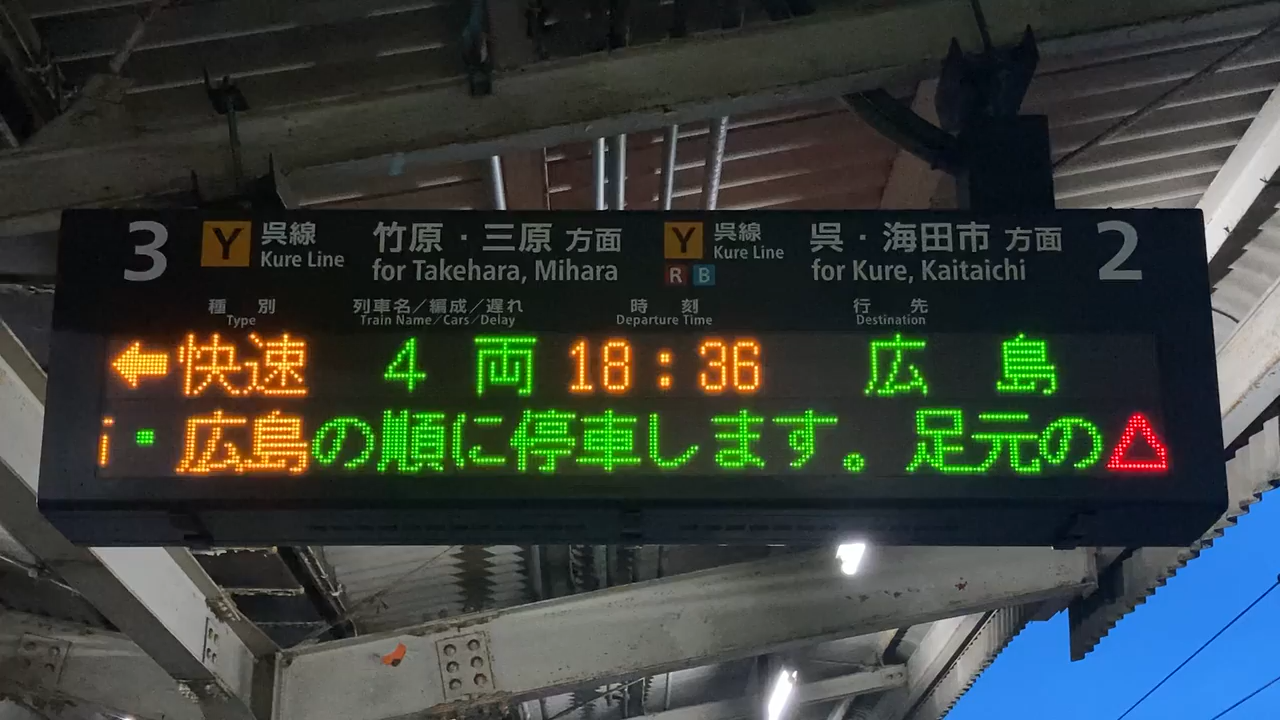 3 Y 呉線 竹原・三原 方面 Y 呉線 呉・海田市 方面 2
Kure Line for Takehara, Mihara R B Kure Line for Kure, Kaitaichi
種別 列車名／編成／遅れ 時刻 行先
Type Train Name／Cars／Delay Departure Time Destination
←快速 4両 18:36 広島
i・広島の順に停車します。足元の△